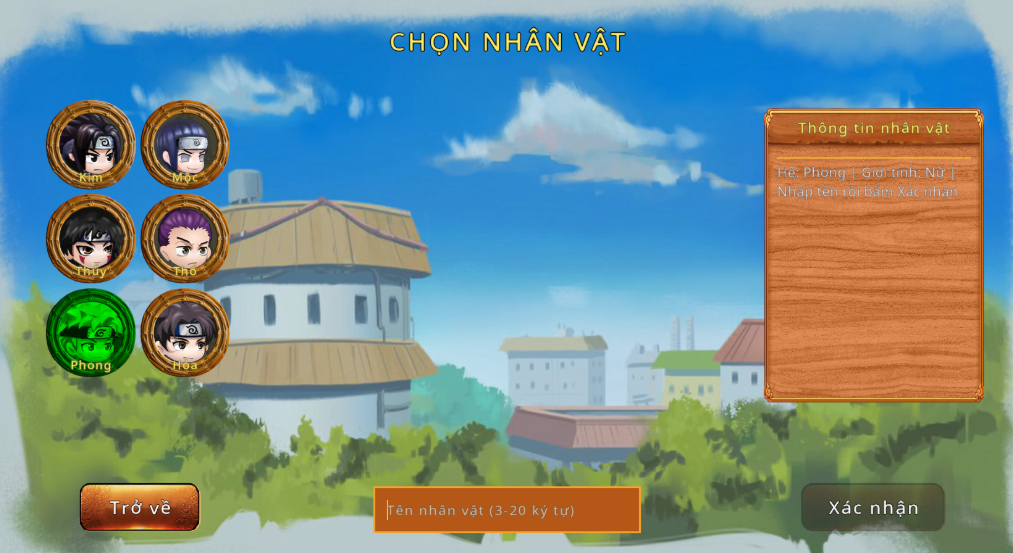 CHỌN NHÂN VẬT
Kim
Mộc
Thủy
Thổ
Phong
Hỏa
Thông tin nhân vật
Hệ: Phong | Giới tính: Nữ |
Nhập tên rồi bấm Xác nhận
Trở về
Tên nhân vật (3-20 ký tự)
Xác nhận